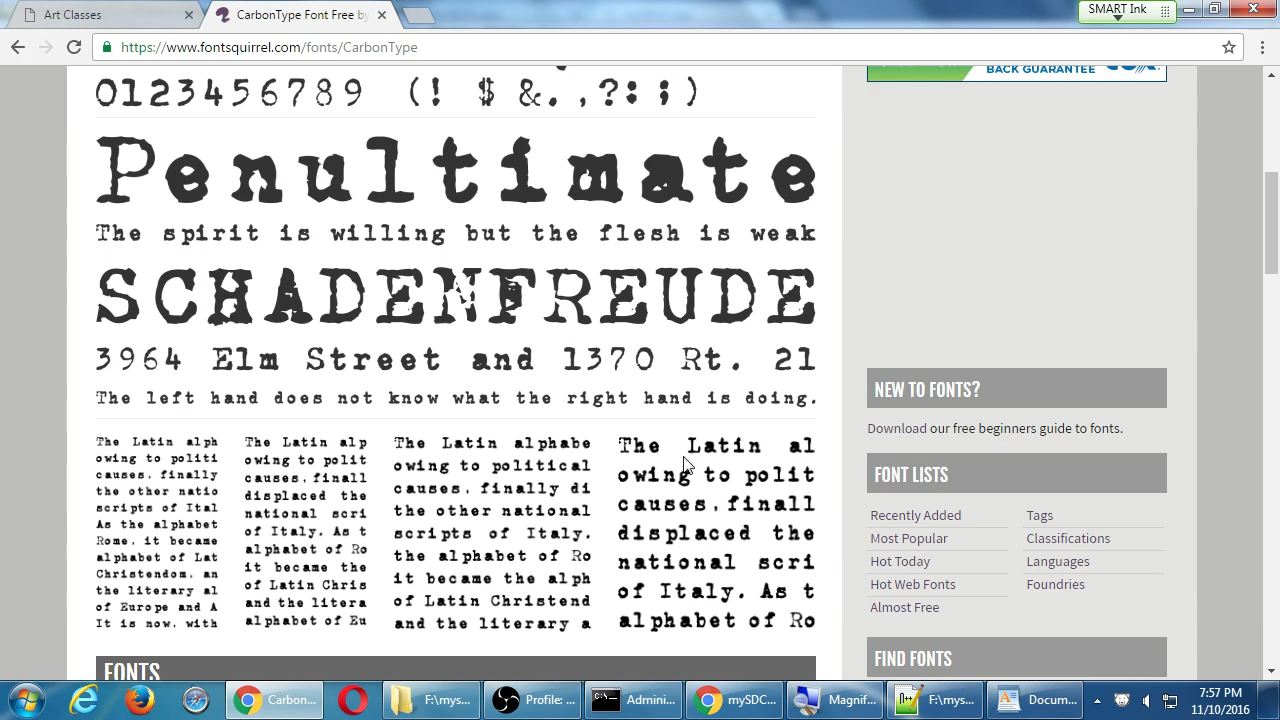 Art Classes
CarbonType Font Free by
SMART Ink
https://www.fontsquirrel.com/fonts/CarbonType
BACK GUARANTEE
0123456789 (! $ &.,?:;)
Penultimate
The spirit is willing but the flesh is weak
SCHADENFREUDE
3964 Elm Street and 1370 Rt. 21
The left hand does not know what the right hand is doing.
The Latin alph
owing to politi
causes, finally
the other natio
scripts of Ital
As the alphabet
Rome, it became
alphabet of Lat
Christendom, an
the literary al
of Europe and A
It is now, with
The Latin alp
owing to polit
causes, finall
displaced the
national scri
of Italy. As t
alphabet of Ro
it became the
of Latin Chris
and the litera
alphabet of Eu
The Latin alphabe
owing to political
causes, finally di
the other national
scripts of Italy.
the alphabet of Ro
it became the alph
of Latin Christend
and the literary a
The Latin al
owing to polit
causes, finall
displaced the
national scri
of Italy. As t
alphabet of Ro
FONTS
NEW TO FONTS?
Download our free beginners guide to fonts.
FONT LISTS
Recently Added
Tags
Most Popular
Classifications
Hot Today
Languages
Hot Web Fonts
Foundries
Almost Free
FIND FONTS
Carbon...
F:\mys...
Profile: ...
Admini...
mySDC...
Magnif...
F:\mys...
Docum...
7:57 PM
11/10/2016